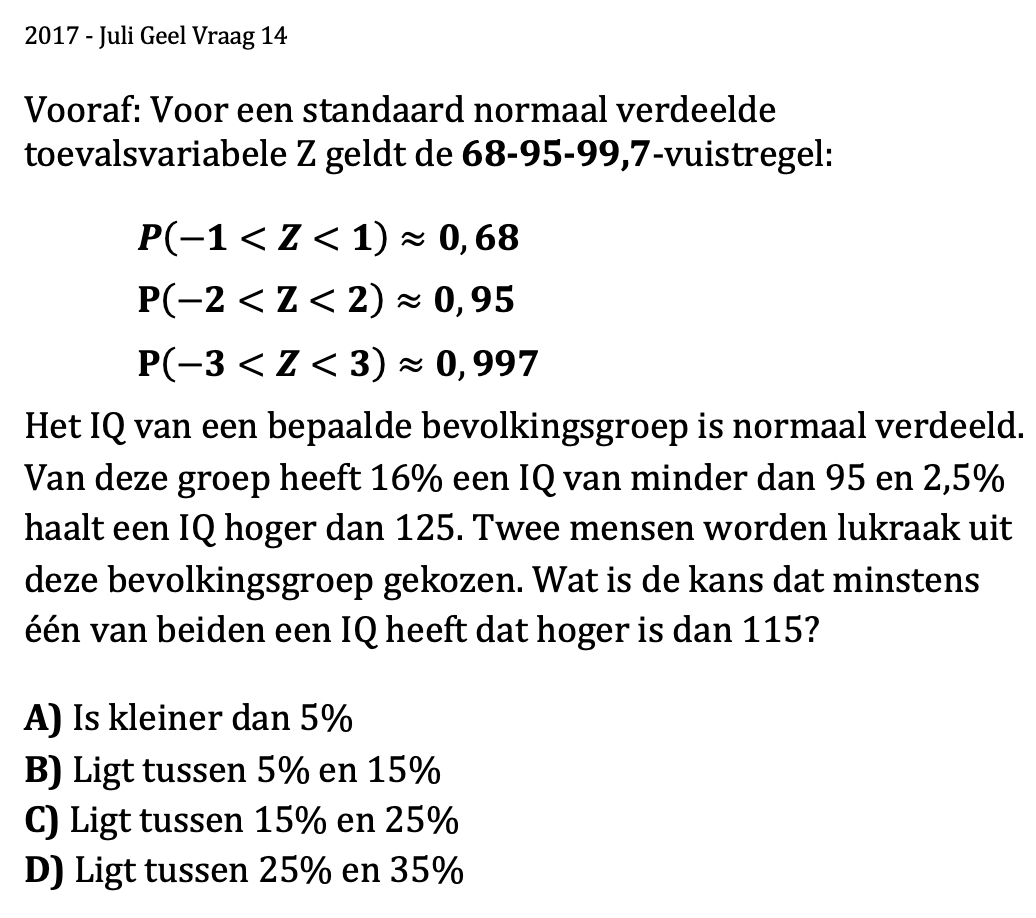 2017 - Juli Geel Vraag 14
Vooraf: Voor een standaard normaal verdeelde
toevalsvariabele Z geldt de 68-95-99,7-vuistregel:
P(−1 < Z < 1) ≈ 0, 68
P(−2 < Z < 2) ≈ 0, 95
P(−3 < Z < 3) ≈ 0, 997
Het IQ van een bepaalde bevolkingsgroep is normaal verdeeld.
Van deze groep heeft 16% een IQ van minder dan 95 en 2,5%
haalt een IQ hoger dan 125. Twee mensen worden lukraak uit
deze bevolkingsgroep gekozen. Wat is de kans dat minstens
één van beiden een IQ heeft dat hoger is dan 115?
A) Is kleiner dan 5%
B) Ligt tussen 5% en 15%
C) Ligt tussen 15% en 25%
D) Ligt tussen 25% en 35%